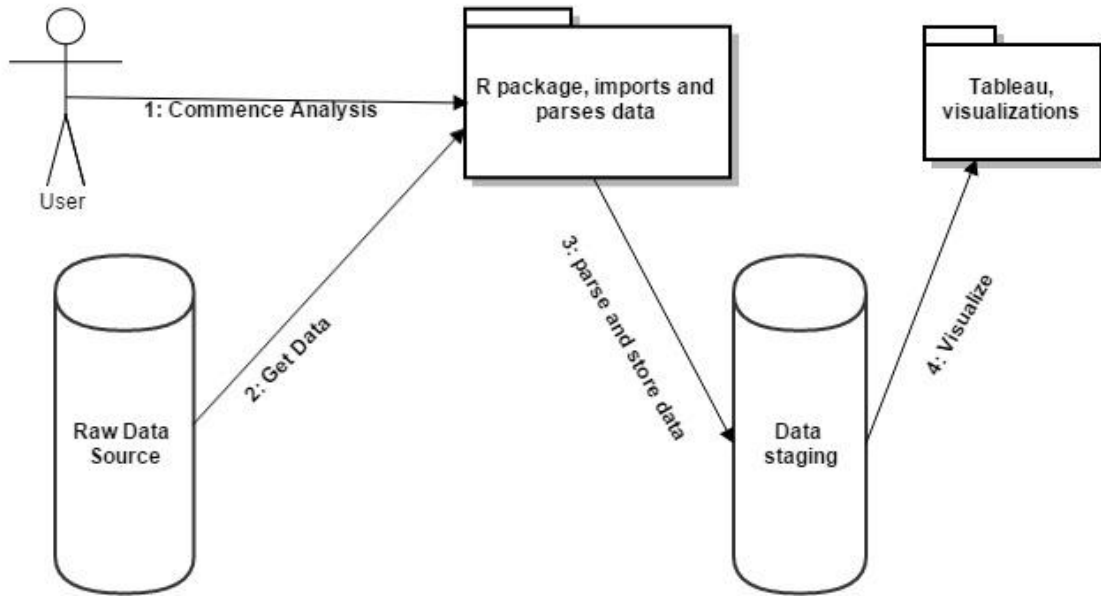 R package, imports and
parses data
Tableau,
visualizations
1: Commence Analysis
User
2: Get Data
3: parse and store data
4: Visualize
Raw Data
Source
Data
staging